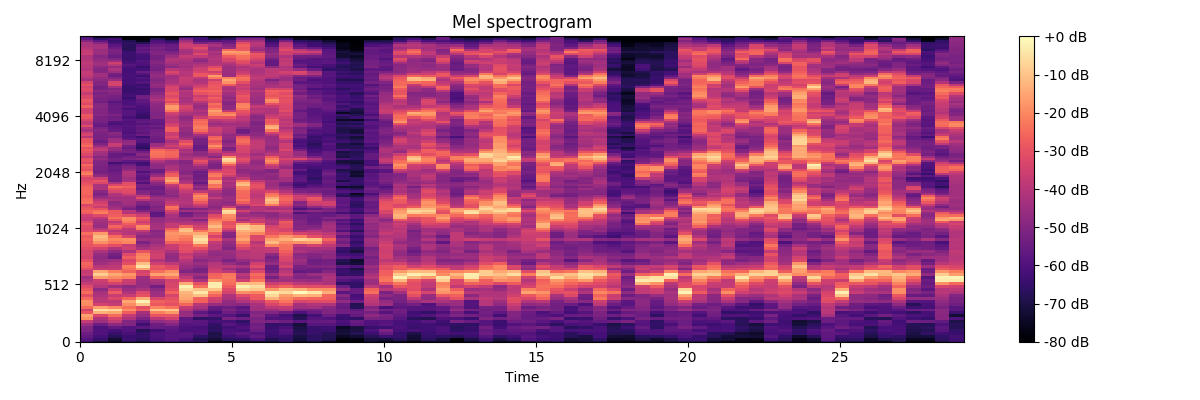 Mel spectrogram
8192
4096
2048
1024
512
0
Hz
0 5 10 15 20 25
Time
+0 dB
-10 dB
-20 dB
-30 dB
-40 dB
-50 dB
-60 dB
-70 dB
-80 dB